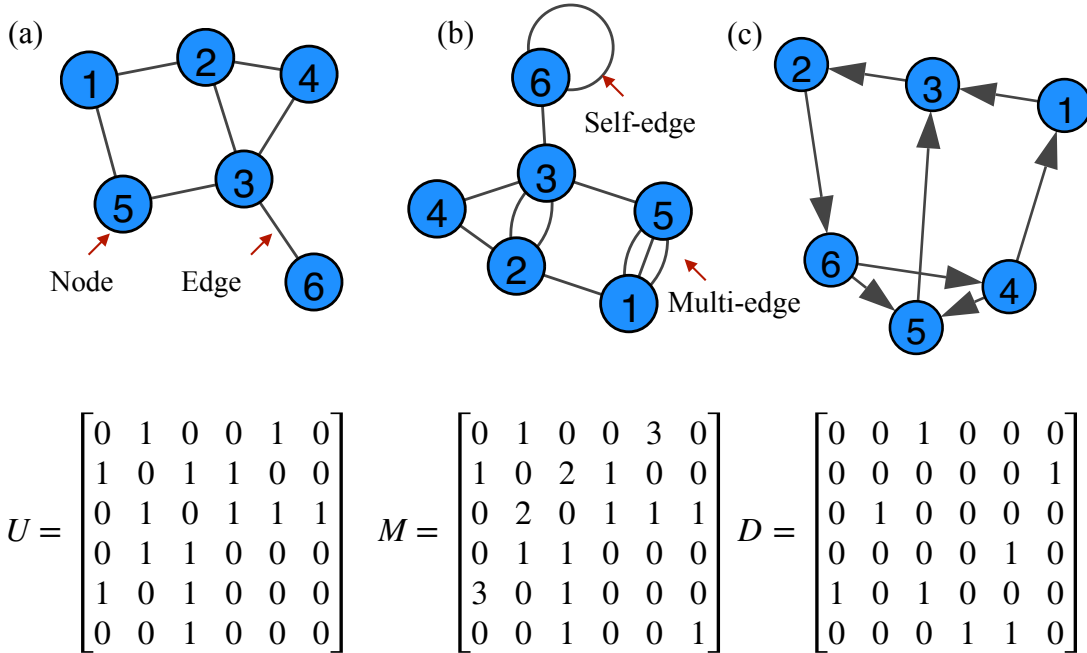 (a)
1
2
4
3
5
6
Node
Edge
(b)
6
Self-edge
3
4
5
2
1
Multi-edge
(c)
2
3
1
6
4
5
U =
0 1 0 0 1 0
1 0 1 1 0 0
0 1 0 1 1 1
0 1 1 0 0 0
1 0 1 0 0 0
0 0 1 0 0 0
M =
0 1 0 0 3 0
1 0 2 1 0 0
0 2 0 1 1 1
0 1 1 0 0 0
3 0 1 0 0 0
0 0 1 0 0 1
D =
0 0 1 0 0 0
0 0 0 0 0 1
0 1 0 0 0 0
0 0 0 0 1 0
1 0 1 0 0 0
0 0 0 1 1 0